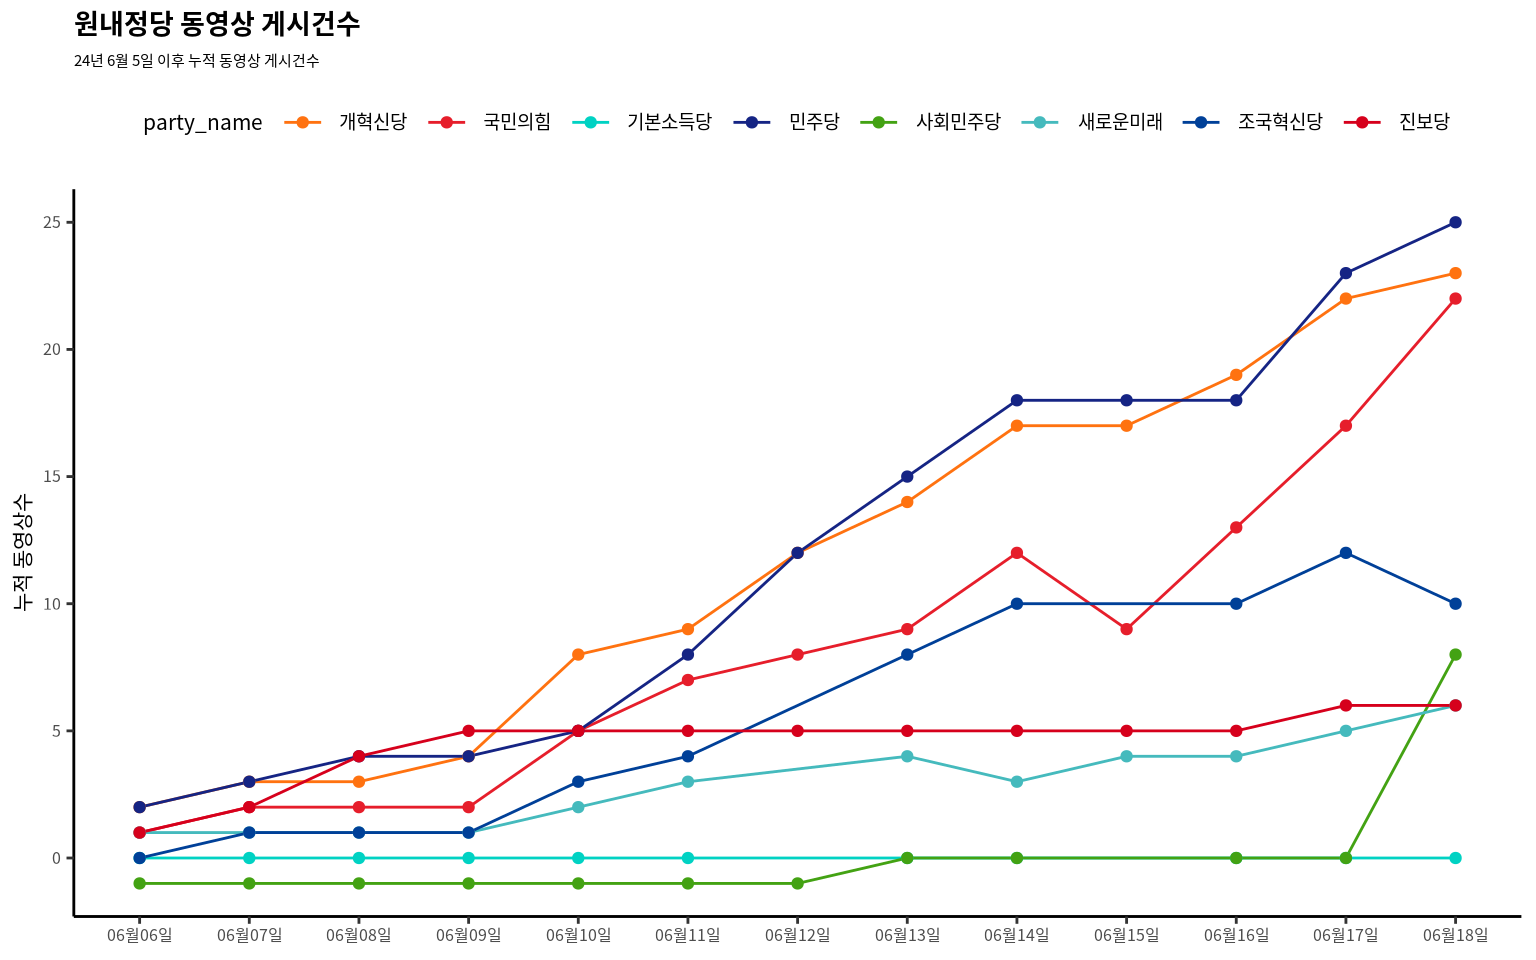 원내정당 동영상 게시건수
24년 6월 5일 이후 누적 동영상 게시건수
party_name 개혁신당 국민의힘 기본소득당 민주당 사회민주당 새로운미래 조국혁신당 진보당
누적 동영상수
25
20
15
10
5
0
06월06일 06월07일 06월08일 06월09일 06월10일 06월11일 06월12일 06월13일 06월14일 06월15일 06월16일 06월17일 06월18일